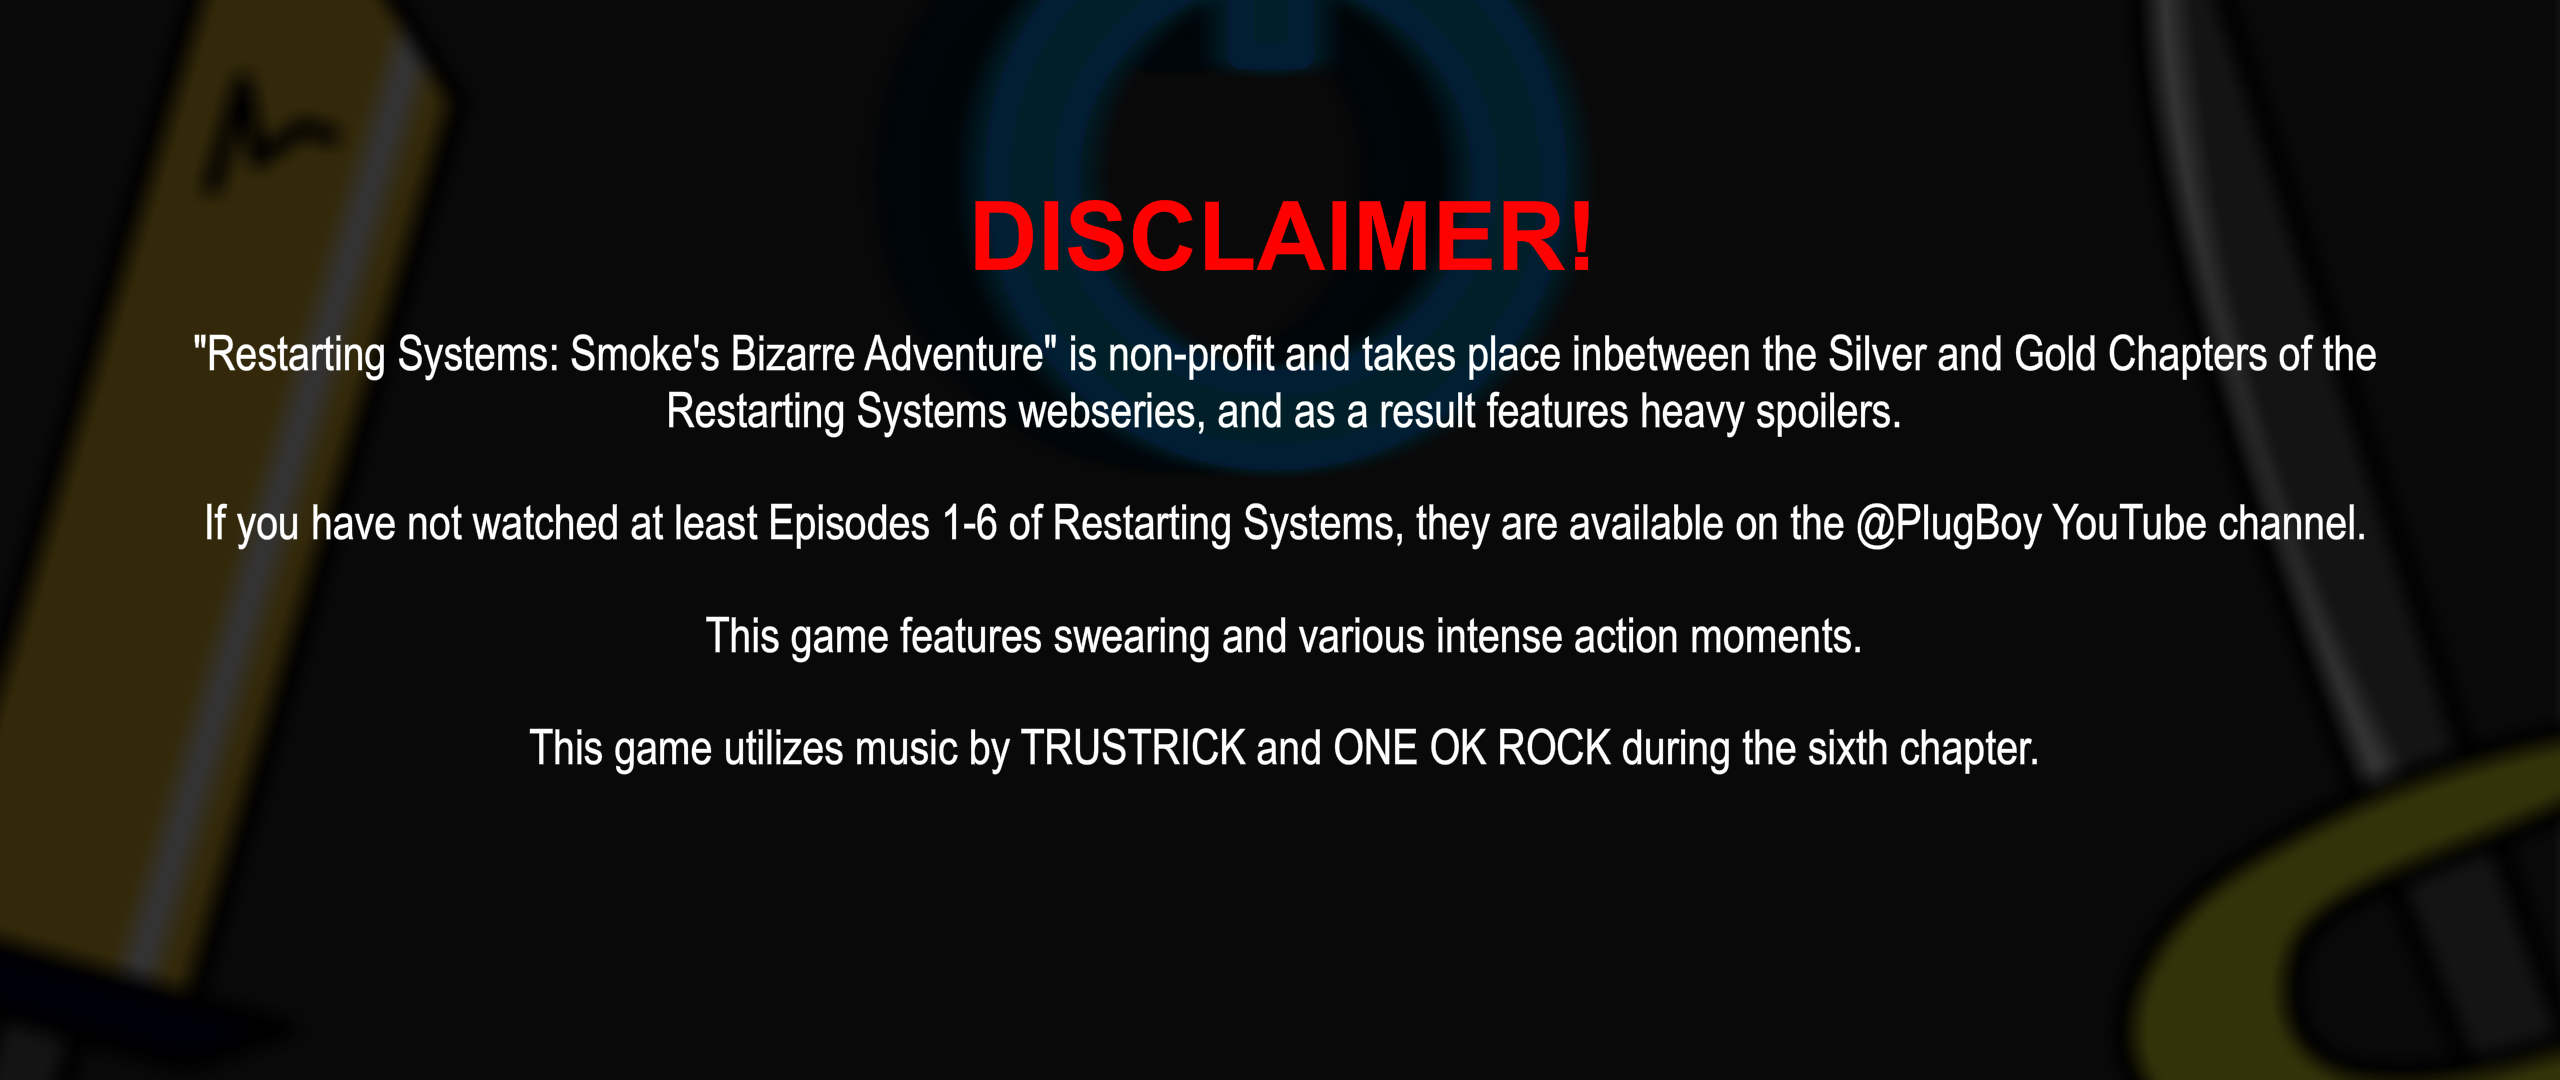 DISCLAIMER!
"Restarting Systems: Smoke's Bizarre Adventure" is non-profit and takes place inbetween the Silver and Gold Chapters of the
Restarting Systems webseries, and as a result features heavy spoilers.
If you have not watched at least Episodes 1-6 of Restarting Systems, they are available on the @PlugBoy YouTube channel.
This game features swearing and various intense action moments.
This game utilizes music by TRUSTRICK and ONE OK ROCK during the sixth chapter.